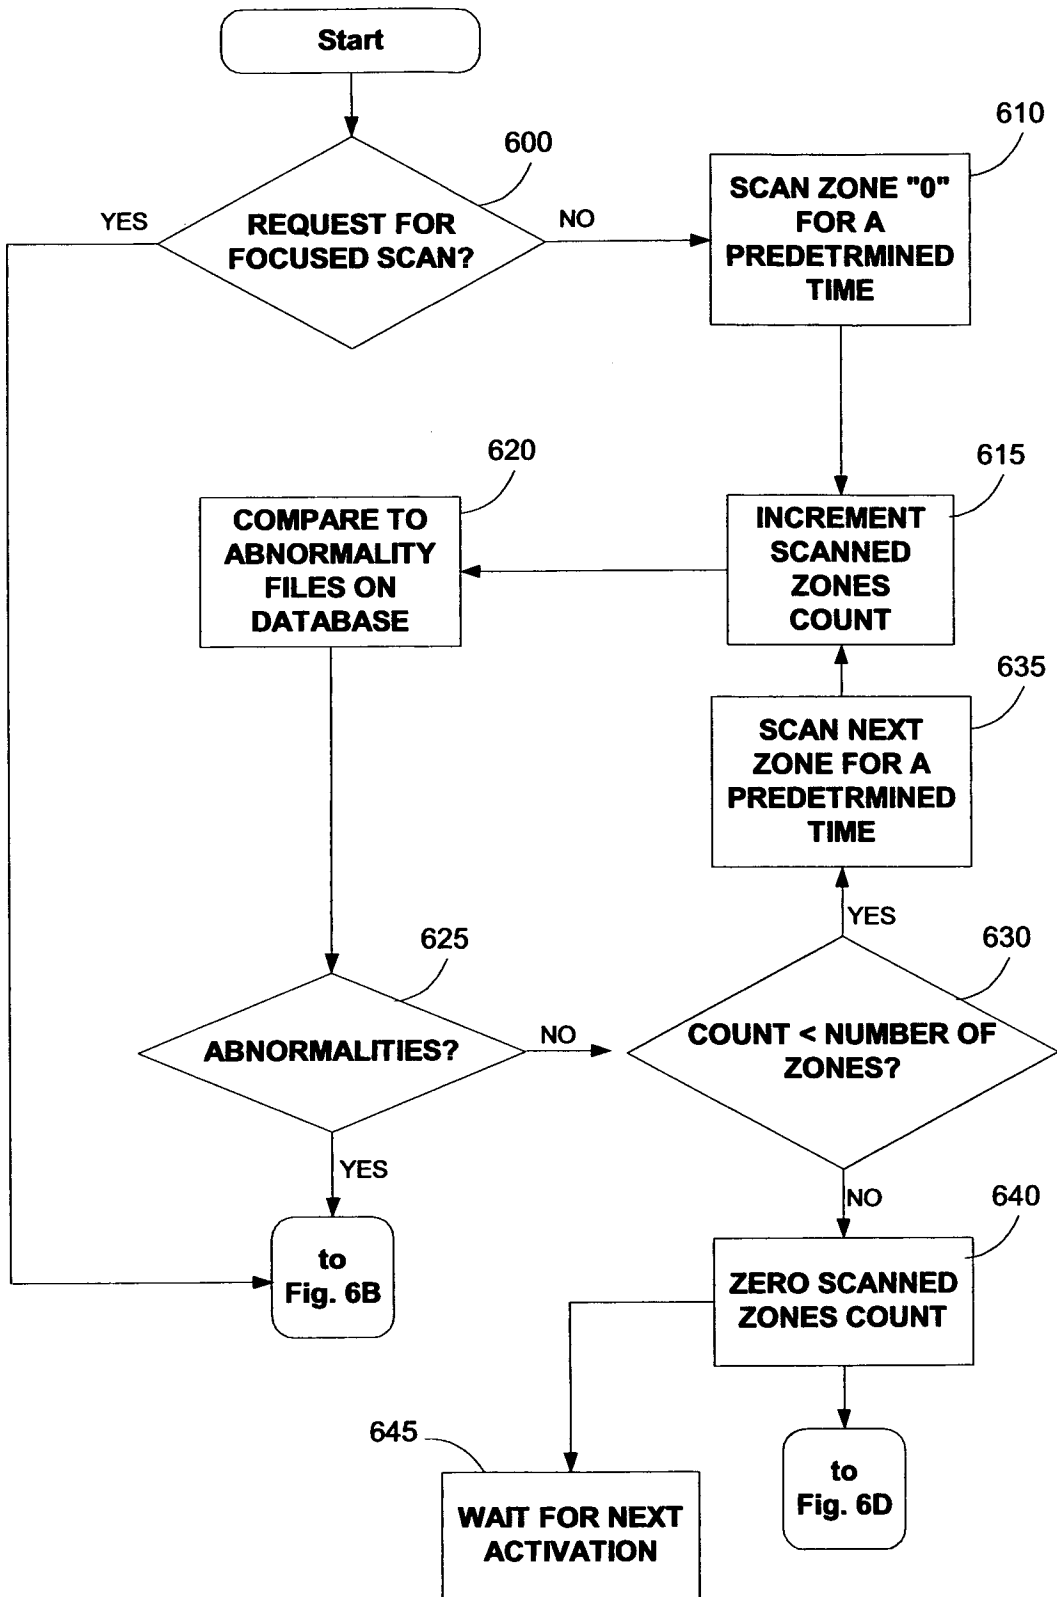 Start
600
REQUEST FOR
FOCUSED SCAN?
YES
NO
610
SCAN ZONE "0"
FOR A
PREDETRMINED
TIME
620
COMPARE TO
ABNORMALITY
FILES ON
DATABASE
615
INCREMENT
SCANNED
ZONES
COUNT
635
SCAN NEXT
ZONE FOR A
PREDETRMINED
TIME
YES
625
ABNORMALITIES?
NO
630
COUNT < NUMBER OF
ZONES?
YES
NO
to
Fig. 6B
640
ZERO SCANNED
ZONES COUNT
645
WAIT FOR NEXT
ACTIVATION
to
Fig. 6D